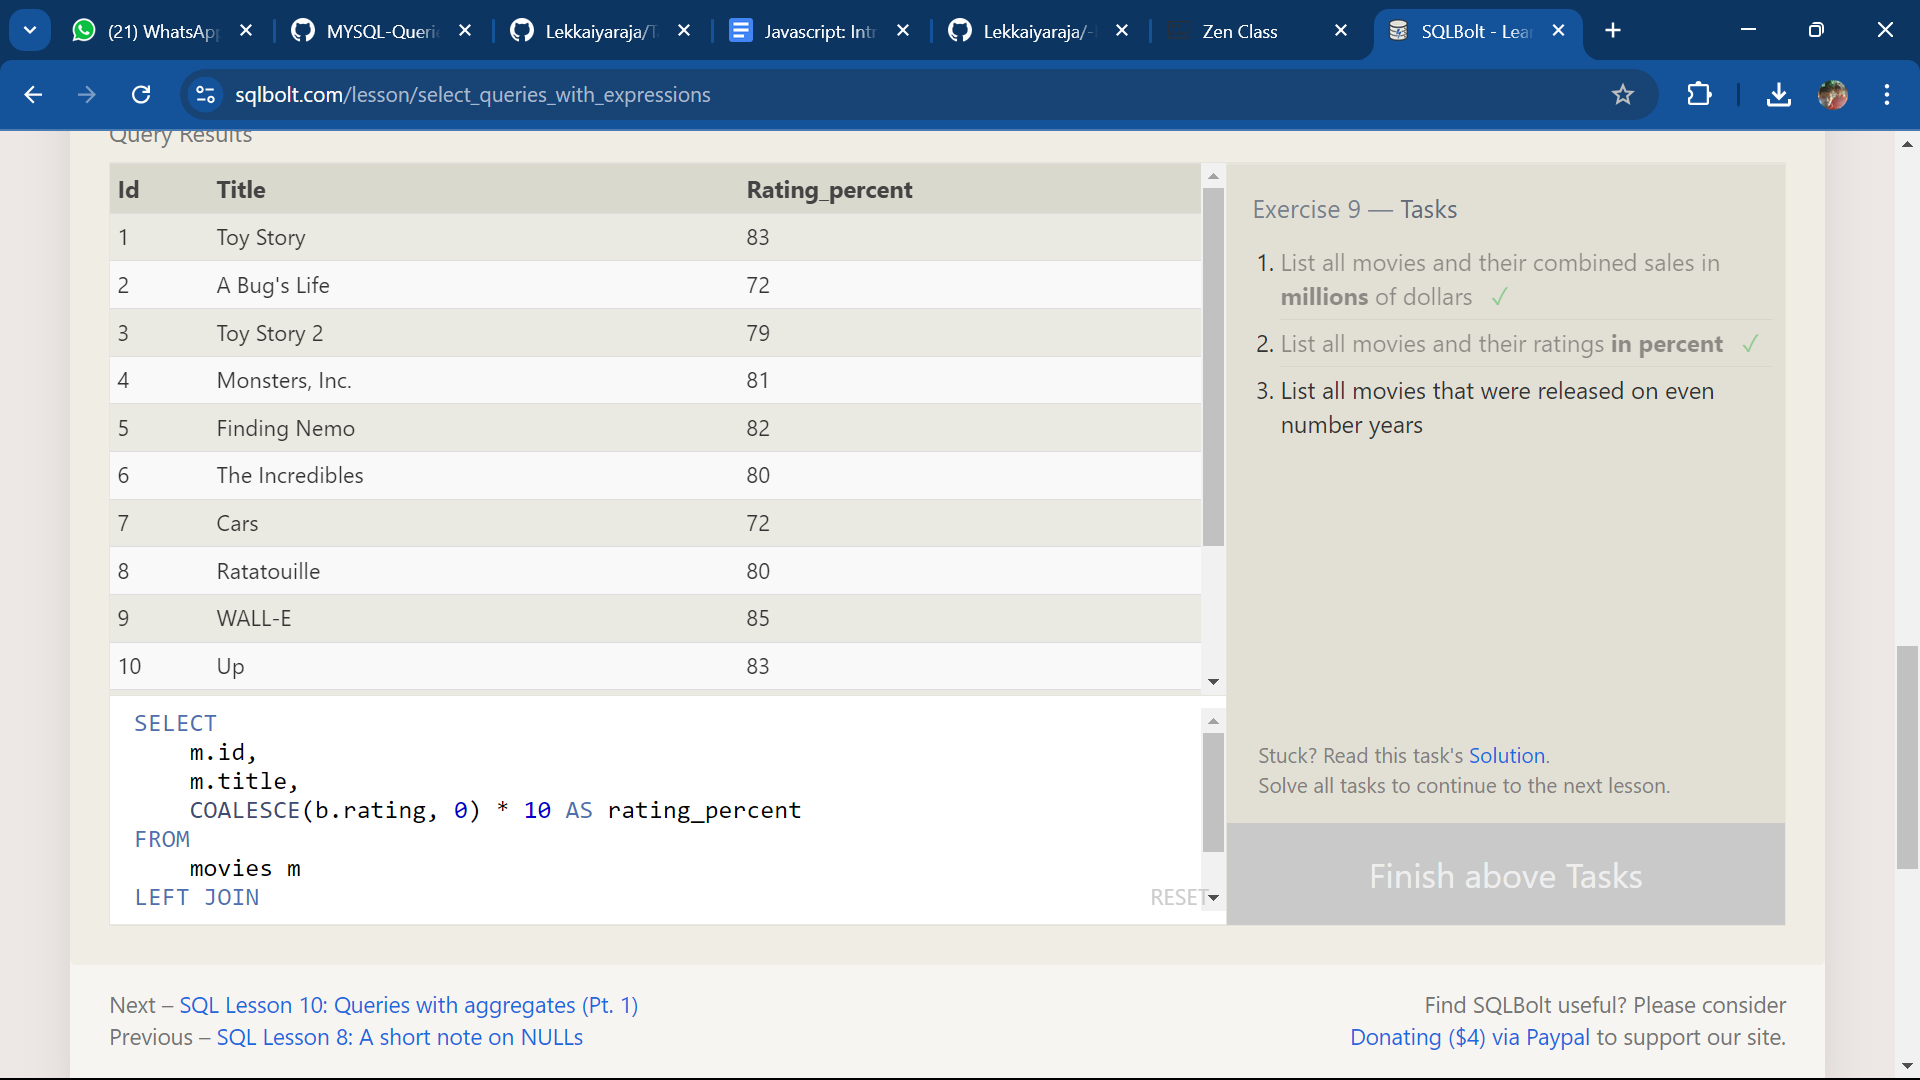 (21) WhatsApp
MYSQL-Queri
Lekkaiyaraja/T
Javascript: Intr
Lekkaiyaraja/-
Zen Class
SQLBolt - Lear
sqlbolt.com/lesson/select_queries_with_expressions
Query Results
Id Title Rating_percent
1 Toy Story 83
2 A Bug's Life 72
3 Toy Story 2 79
4 Monsters, Inc. 81
5 Finding Nemo 82
6 The Incredibles 80
7 Cars 72
8 Ratatouille 80
9 WALL-E 85
10 Up 83
SELECT
m.id,
m.title,
COALESCE(b.rating, 0) * 10 AS rating_percent
FROM
movies m
LEFT JOIN
RESET
Exercise 9 — Tasks
1. List all movies and their combined sales in
millions of dollars ✓
2. List all movies and their ratings in percent ✓
3. List all movies that were released on even
number years
Stuck? Read this task's Solution.
Solve all tasks to continue to the next lesson.
Finish above Tasks
Next – SQL Lesson 10: Queries with aggregates (Pt. 1)
Previous – SQL Lesson 8: A short note on NULLs
Find SQLBolt useful? Please consider
Donating ($4) via Paypal to support our site.